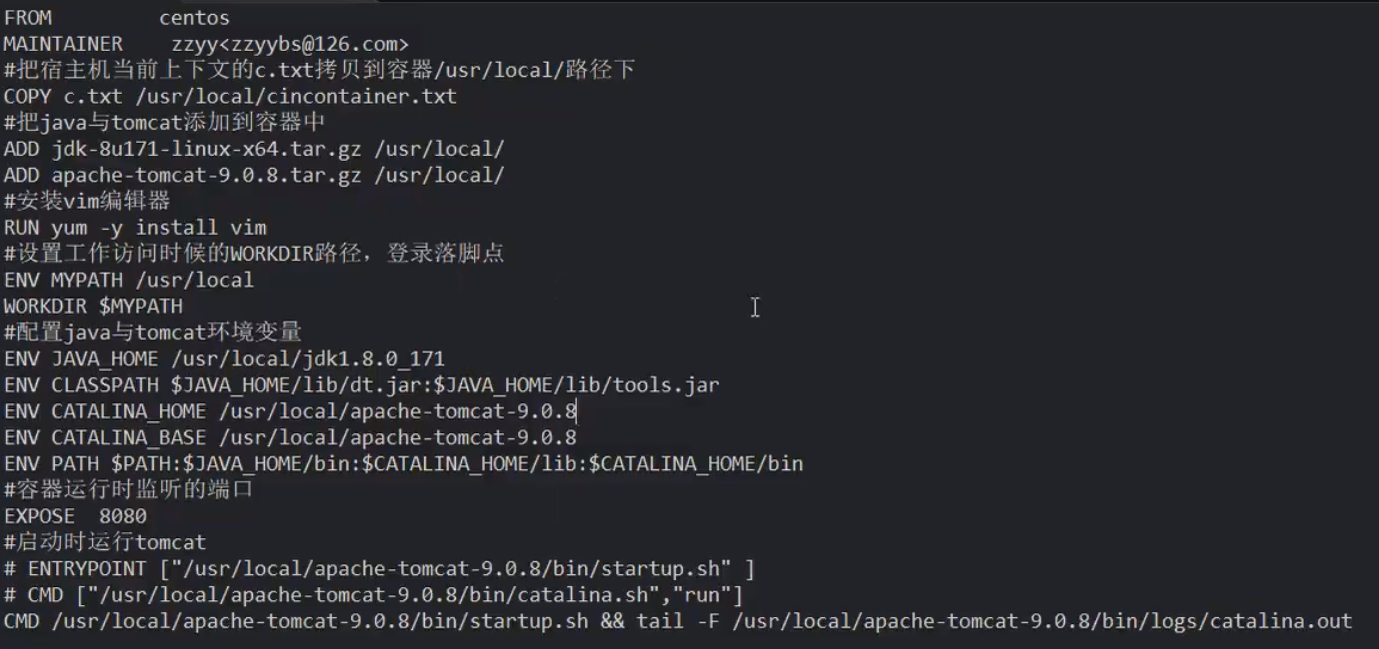 FROM         centos
MAINTAINER    zzyy<zzyybs@126.com>
#把宿主机当前上下文的c.txt拷贝到容器/usr/local/路径下
COPY c.txt /usr/local/cincontainer.txt
#把java与tomcat添加到容器中
ADD jdk-8u171-linux-x64.tar.gz /usr/local/
ADD apache-tomcat-9.0.8.tar.gz /usr/local/
#安装vim编辑器
RUN yum -y install vim
#设置工作访问时候的WORKDIR路径，登录落脚点
ENV MYPATH /usr/local
WORKDIR $MYPATH
#配置java与tomcat环境变量
ENV JAVA_HOME /usr/local/jdk1.8.0_171
ENV CLASSPATH $JAVA_HOME/lib/dt.jar:$JAVA_HOME/lib/tools.jar
ENV CATALINA_HOME /usr/local/apache-tomcat-9.0.8
ENV CATALINA_BASE /usr/local/apache-tomcat-9.0.8
ENV PATH $PATH:$JAVA_HOME/bin:$CATALINA_HOME/lib:$CATALINA_HOME/bin
#容器运行时监听的端口
EXPOSE  8080
#启动时运行tomcat
# ENTRYPOINT ["/usr/local/apache-tomcat-9.0.8/bin/startup.sh" ]
# CMD ["/usr/local/apache-tomcat-9.0.8/bin/catalina.sh","run"]
CMD /usr/local/apache-tomcat-9.0.8/bin/startup.sh && tail -F /usr/local/apache-tomcat-9.0.8/bin/logs/catalina.out